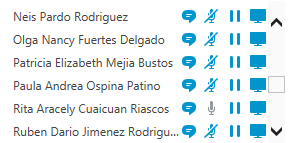 Neis Pardo Rodriguez
Olga Nancy Fuertes Delgado
Patricia Elizabeth Mejia Bustos
Paula Andrea Ospina Patino
Rita Aracely Cuaicuan Riascos
Ruben Dario Jimenez Rodrigu...